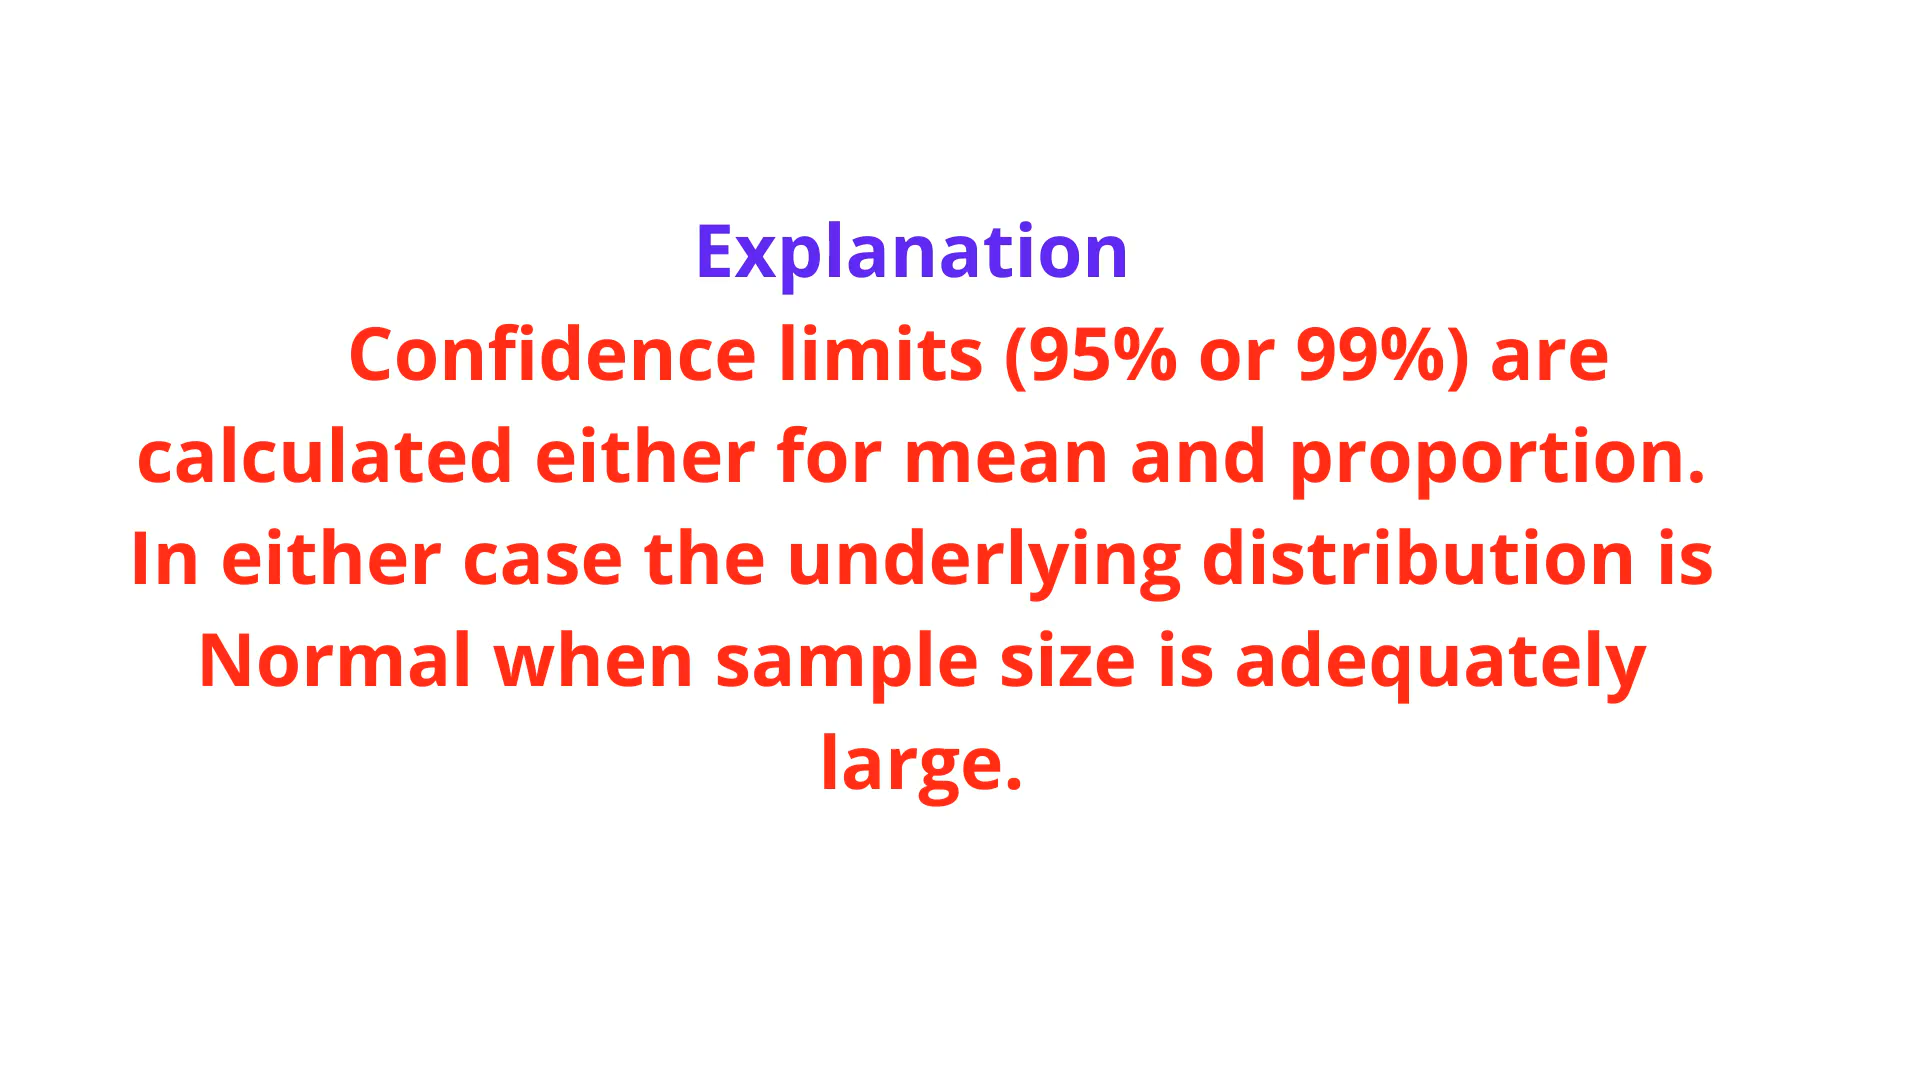 Explanation
Confidence limits (95% or 99%) are
calculated either for mean and proportion.
In either case the underlying distribution is
Normal when sample size is adequately
large.